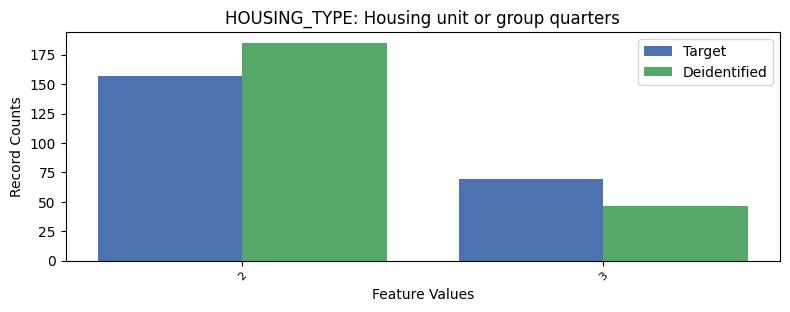 HOUSING_TYPE: Housing unit or group quarters
Target
Deidentified
Record Counts
175
150
125
100
75
50
25
0
2
3
Feature Values